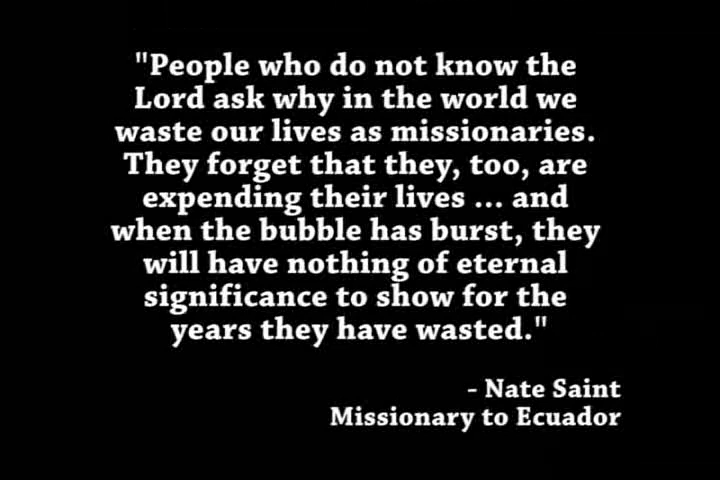 "People who do not know the
Lord ask why in the world we
waste our lives as missionaries.
They forget that they, too, are
expending their lives ... and
when the bubble has burst, they
will have nothing of eternal
significance to show for the
years they have wasted."
- Nate Saint
Missionary to Ecuador